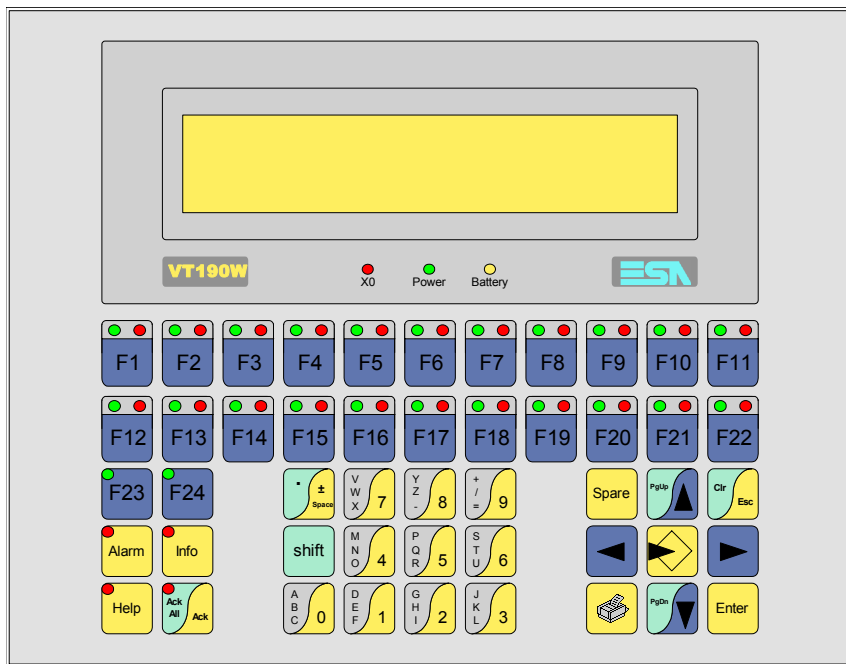 VT190W
X0 Power Battery
ESA
F1 F2 F3 F4 F5 F6 F7 F8 F9 F10 F11
F12 F13 F14 F15 F16 F17 F18 F19 F20 F21 F22
F23 F24
. ± Space
V W X 7
Y Z - 8
+ / = 9
Spare
PgUp
Clr Esc
Alarm
Info
shift
M N O 4
P Q R 5
S T U 6
Help
Ack All Ack
A B C 0
D E F 1
G H I 2
J K L 3
PgDn
Enter